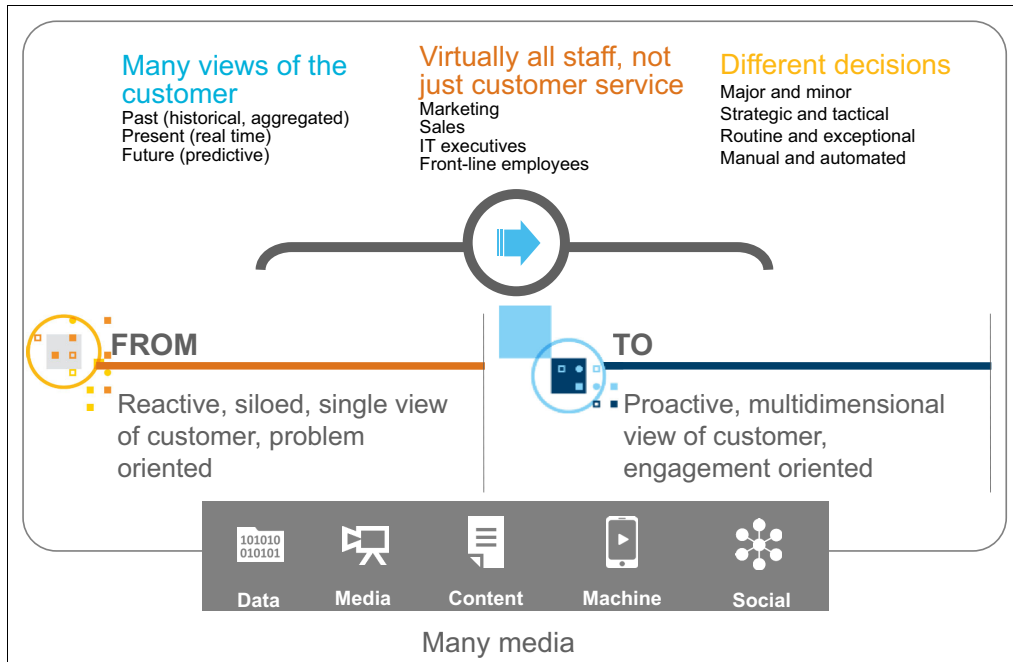 Many views of the
customer
Past (historical, aggregated)
Present (real time)
Future (predictive)
Virtually all staff, not
just customer service
Marketing
Sales
IT executives
Front-line employees
Different decisions
Major and minor
Strategic and tactical
Routine and exceptional
Manual and automated
FROM
Reactive, siloed, single view
of customer, problem
oriented
TO
Proactive, multidimensional
view of customer,
engagement oriented
101010
010101
Data
Media
Content
Machine
Social
Many media